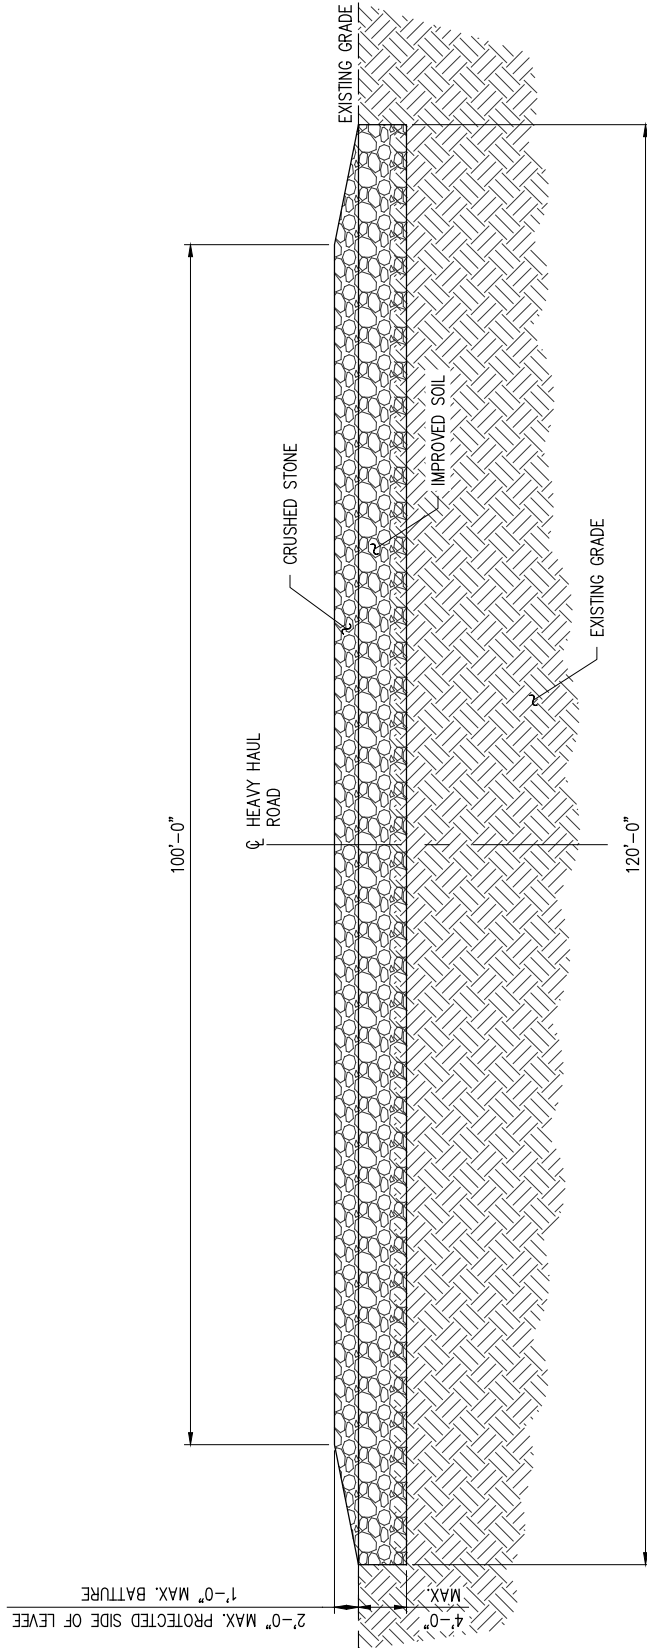 100'-0"
℄ HEAVY HAUL
ROAD
CRUSHED STONE
EXISTING GRADE
IMPROVED SOIL
EXISTING GRADE
120'-0"
1'-0" MAX. BATTURE
2'-0" MAX. PROTECTED SIDE OF LEVEE
4'-0"
MAX.